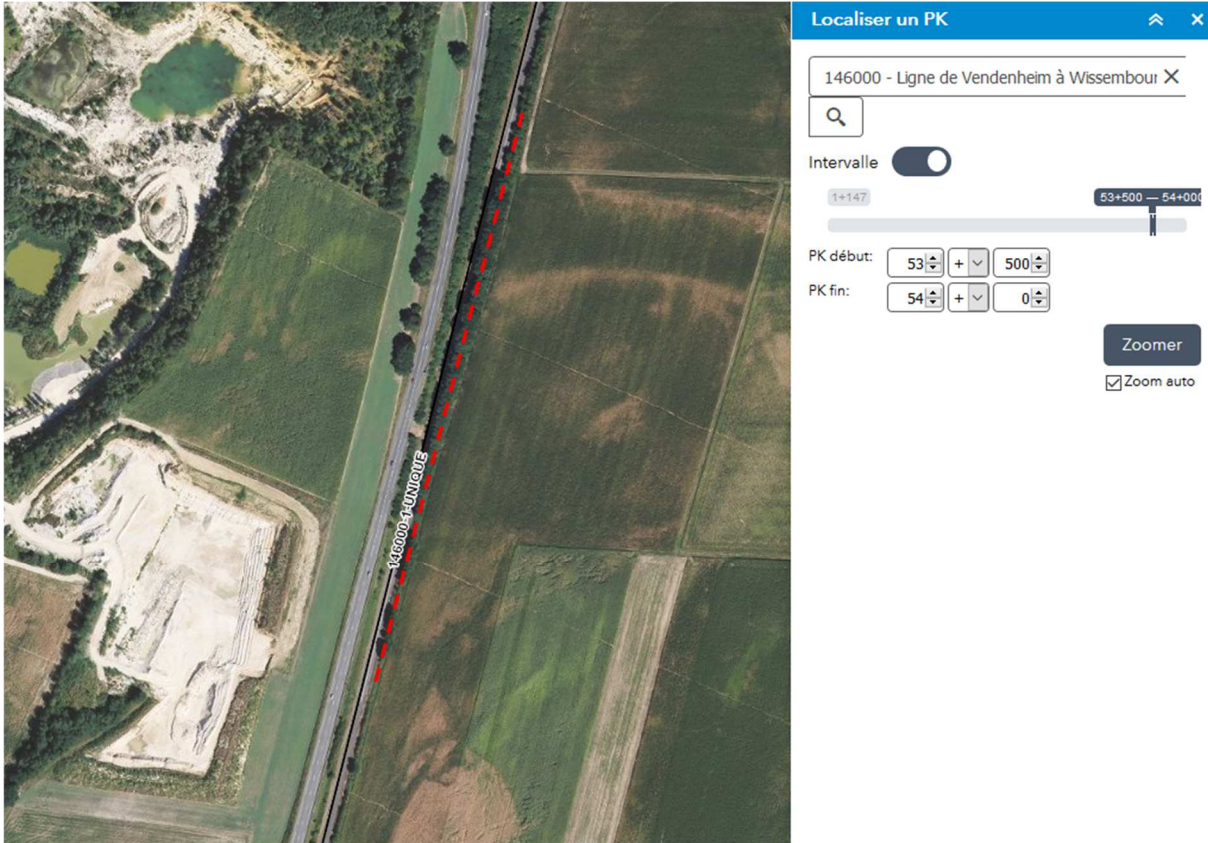 Localiser un PK
146000 - Ligne de Vendenheim à Wissembour
Intervalle
1+147
53+500 — 54+000
PK début: 53 + 500
PK fin: 54 + 0
Zoomer
Zoom auto
146000-1-UNIQUE